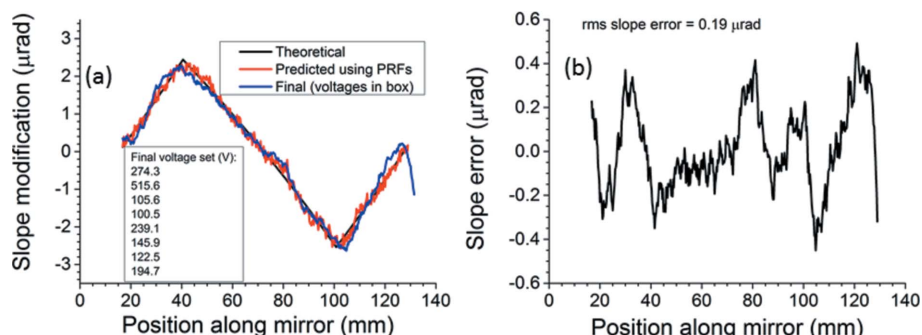 (a)
Slope modification (µrad)
3
2
1
0
-1
-2
-3
Theoretical
Predicted using PRFs
Final (voltages in box)
Final voltage set (V):
274.3
515.6
105.6
100.5
239.1
145.9
122.5
194.7
0 20 40 60 80 100 120 140
Position along mirror (mm)
(b)
rms slope error = 0.19 µrad
Slope error (µrad)
0.6
0.4
0.2
0.0
-0.2
-0.4
-0.6
0 20 40 60 80 100 120 140
Position along mirror (mm)